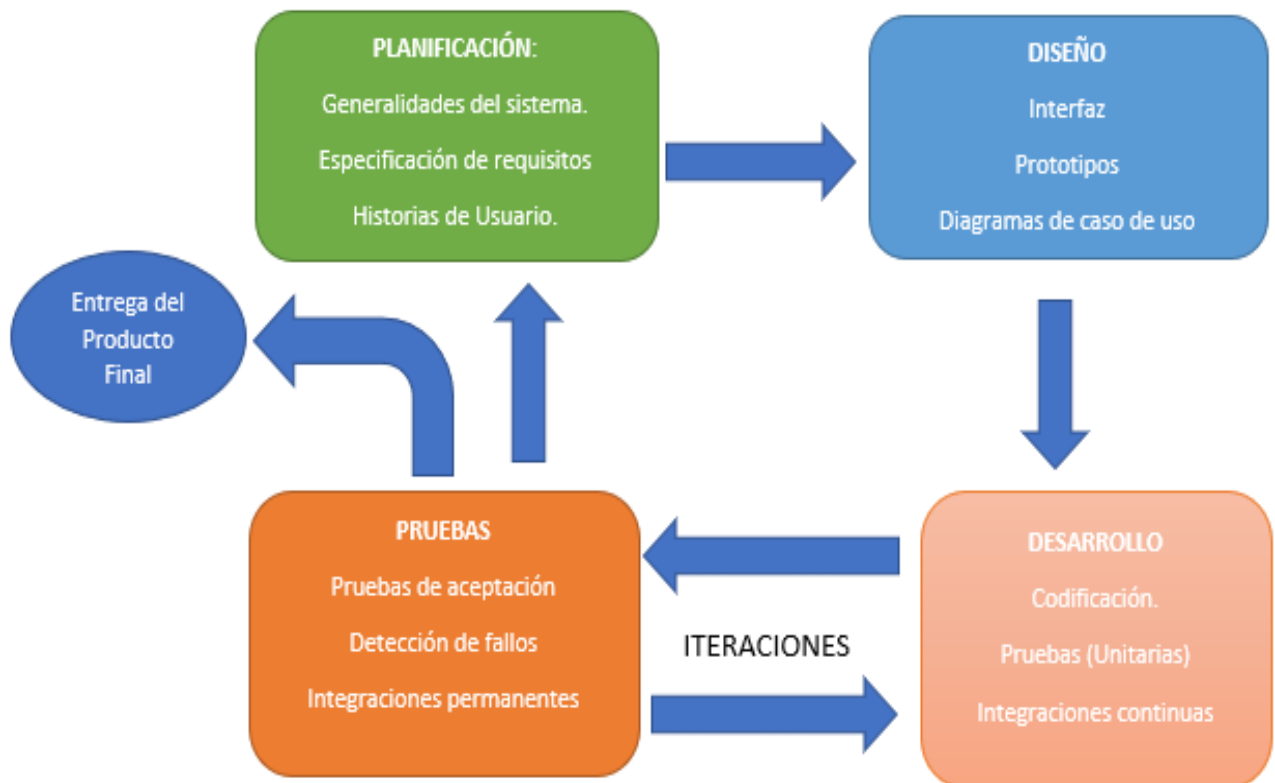 PLANIFICACIÓN:
Generalidades del sistema.
Especificación de requisitos
Historias de Usuario.
DISEÑO
Interfaz
Prototipos
Diagramas de caso de uso
Entrega del
Producto
Final
PRUEBAS
Pruebas de aceptación
Detección de fallos
Integraciones permanentes
ITERACIONES
DESARROLLO
Codificación.
Pruebas (Unitarias)
Integraciones continuas